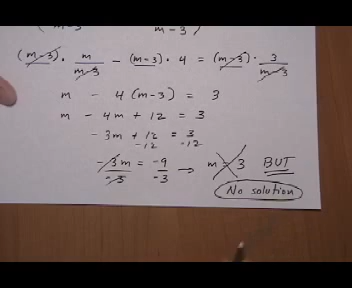 m-3
(m-3) · m/m-3 - (m-3) · 4 = (m-3) · 3/m-3
m - 4(m-3) = 3
m - 4m + 12 = 3
-3m + 12 = 3
-12 -12
-3m/-3 = -9/-3 → m=3 BUT
No solution